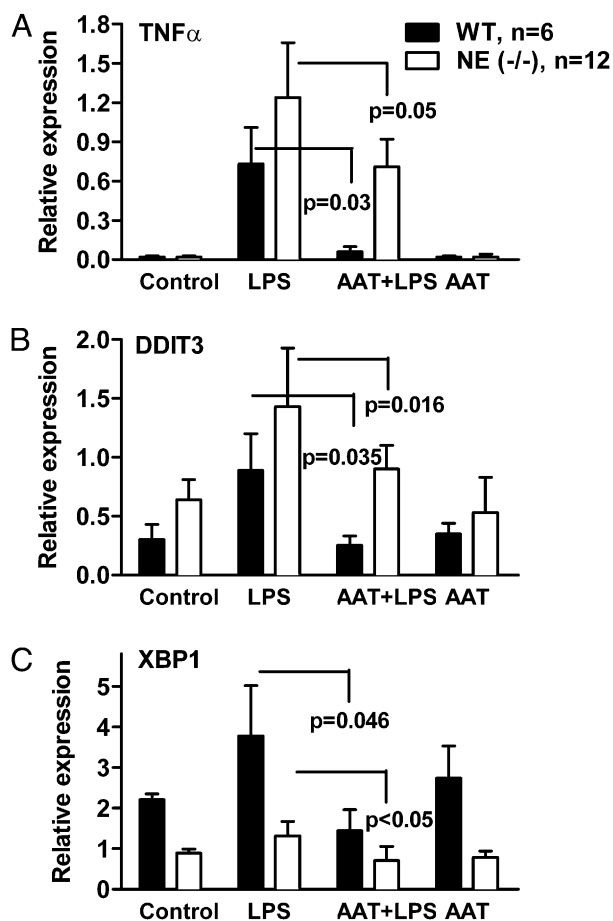 A
TNFα
WT, n=6
NE (-/-), n=12
Relative expression
1.8
1.5
1.2
0.9
0.6
0.3
0.0
p=0.05
p=0.03
Control LPS AAT+LPS AAT
B
DDIT3
Relative expression
2.0
1.5
1.0
0.5
0.0
p=0.016
p=0.035
Control LPS AAT+LPS AAT
C
XBP1
Relative expression
5
4
3
2
1
0
p=0.046
p<0.05
Control LPS AAT+LPS AAT